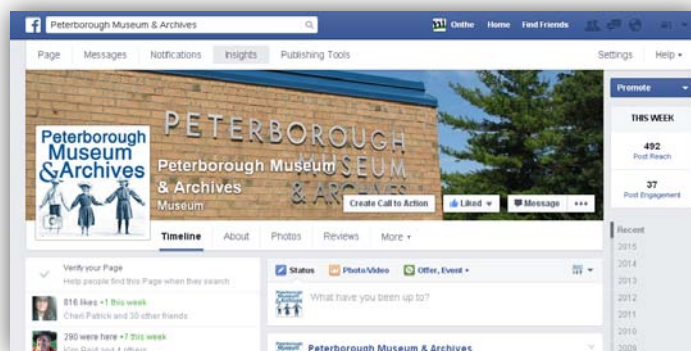 Peterborough Museum & Archives
Onthe Home Find Friends
Page Messages Notifications Insights Publishing Tools Settings Help
Promote
THIS WEEK
492
Post Reach
37
Post Engagement
Recent
2015
2014
2013
2012
2011
2010
2009
PETERBOROUGH
MUSEUM
& ARCHIVES
Peterborough
Museum
& Archives
Peterborough Museum
& Archives
Museum
Create Call to Action Liked Message
Timeline About Photos Reviews More
Verify your Page
Help people find this Page when they search
816 likes +1 this week
Cheri Patrick and 30 other friends
290 were here +7 this week
Kim Reid and 4 others
Status Photo/Video Offer, Event +
What have you been up to?
Peterborough Museum & Archives